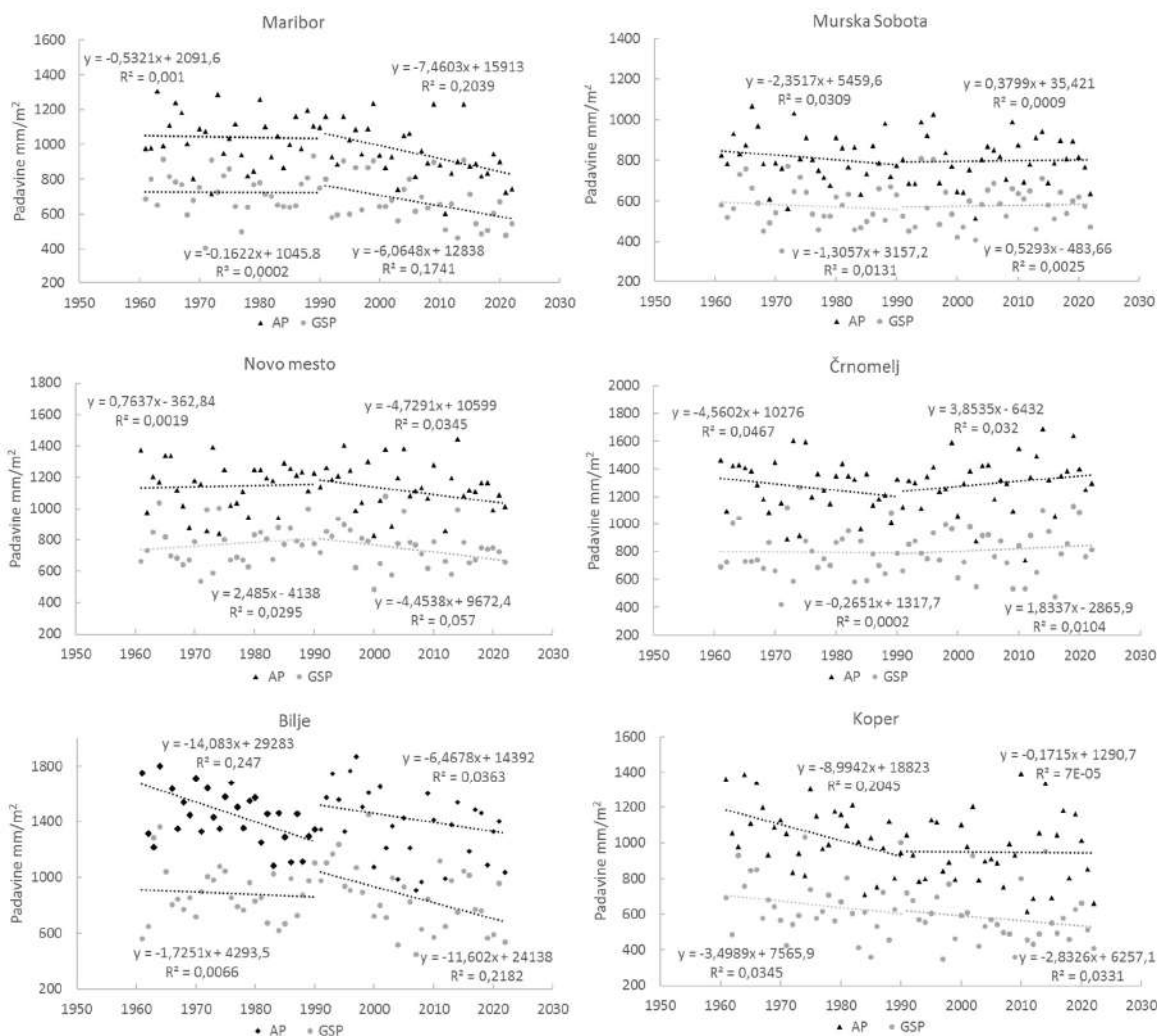 Maribor
Padavine mm/m²
1600
1400
1200
1000
800
600
400
200
y = -0,5321x + 2091,6
R² = 0,001
y = -7,4603x + 15913
R² = 0,2039
y = -0.1622x + 1045.8
R² = 0,0002
y = -6,0648x + 12838
R² = 0,1741
1950 1960 1970 1980 1990 2000 2010 2020 2030
AP GSP
Murska Sobota
Padavine mm/m²
1400
1200
1000
800
600
400
200
0
y = -2,3517x + 5459,6
R² = 0,0309
y = 0,3799x + 35,421
R² = 0,0009
y = -1,3057x + 3157,2
R² = 0,0131
y = 0,5293x - 483,66
R² = 0,0025
1950 1960 1970 1980 1990 2000 2010 2020 2030
AP GSP
Novo mesto
Padavine mm/m²
1800
1600
1400
1200
1000
800
600
400
200
y = 0,7637x - 362,84
R² = 0,0019
y = -4,7291x + 10599
R² = 0,0345
y = 2,485x - 4138
R² = 0,0295
y = -4,4538x + 9672,4
R² = 0,057
1950 1960 1970 1980 1990 2000 2010 2020 2030
AP GSP
Črnomelj
Padavine mm/m²
2000
1800
1600
1400
1200
1000
800
600
400
200
0
y = -4,5602x + 10276
R² = 0,0467
y = 3,8535x - 6432
R² = 0,032
y = -0,2651x + 1317,7
R² = 0,0002
y = 1,8337x - 2865,9
R² = 0,0104
1950 1960 1970 1980 1990 2000 2010 2020 2030
AP GSP
Bilje
Padavine mm/m²
1800
1400
1000
600
200
y = -14,083x + 29283
R² = 0,247
y = -6,4678x + 14392
R² = 0,0363
y = -1,7251x + 4293,5
R² = 0,0066
y = -11,602x + 24138
R² = 0,2182
1950 1960 1970 1980 1990 2000 2010 2020 2030
AP GSP
Koper
Padavine mm/m²
1600
1400
1200
1000
800
600
400
200
y = -8,9942x + 18823
R² = 0,2045
y = -0,1715x + 1290,7
R² = 7E-05
y = -3,4989x + 7565,9
R² = 0,0345
y = -2,8326x + 6257,1
R² = 0,0331
1950 1960 1970 1980 1990 2000 2010 2020 2030
AP GSP